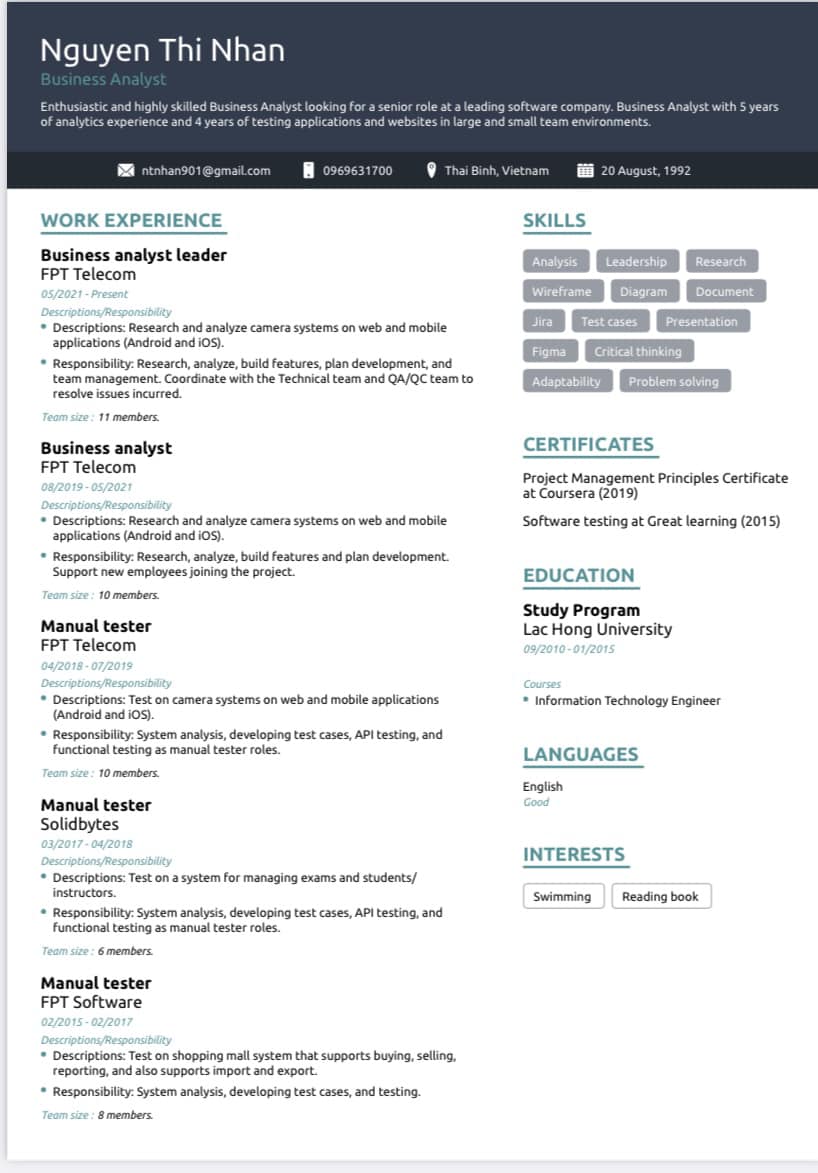 Nguyen Thi Nhan
Business Analyst
Enthusiastic and highly skilled Business Analyst looking for a senior role at a leading software company. Business Analyst with 5 years
of analytics experience and 4 years of testing applications and websites in large and small team environments.
ntnhan901@gmail.com 0969631700 Thai Binh, Vietnam 20 August, 1992
WORK EXPERIENCE
Business analyst leader
FPT Telecom
05/2021 - Present
Descriptions/Responsibility
• Descriptions: Research and analyze camera systems on web and mobile
applications (Android and iOS).
• Responsibility: Research, analyze, build features, plan development, and
team management. Coordinate with the Technical team and QA/QC team to
resolve issues incurred.
Team size : 11 members.
Business analyst
FPT Telecom
08/2019 - 05/2021
Descriptions/Responsibility
• Descriptions: Research and analyze camera systems on web and mobile
applications (Android and iOS).
• Responsibility: Research, analyze, build features and plan development.
Support new employees joining the project.
Team size : 10 members.
Manual tester
FPT Telecom
04/2018 - 07/2019
Descriptions/Responsibility
• Descriptions: Test on camera systems on web and mobile applications
(Android and iOS).
• Responsibility: System analysis, developing test cases, API testing, and
functional testing as manual tester roles.
Team size : 10 members.
Manual tester
Solidbytes
03/2017 - 04/2018
Descriptions/Responsibility
• Descriptions: Test on a system for managing exams and students/
instructors.
• Responsibility: System analysis, developing test cases, API testing, and
functional testing as manual tester roles.
Team size : 6 members.
Manual tester
FPT Software
02/2015 - 02/2017
Descriptions/Responsibility
• Descriptions: Test on shopping mall system that supports buying, selling,
reporting, and also supports import and export.
• Responsibility: System analysis, developing test cases, and testing.
Team size : 8 members.
SKILLS
Analysis Leadership Research
Wireframe Diagram Document
Jira Test cases Presentation
Figma Critical thinking
Adaptability Problem solving
CERTIFICATES
Project Management Principles Certificate
at Coursera (2019)
Software testing at Great learning (2015)
EDUCATION
Study Program
Lac Hong University
09/2010 - 01/2015
Courses
• Information Technology Engineer
LANGUAGES
English
Good
INTERESTS
Swimming Reading book